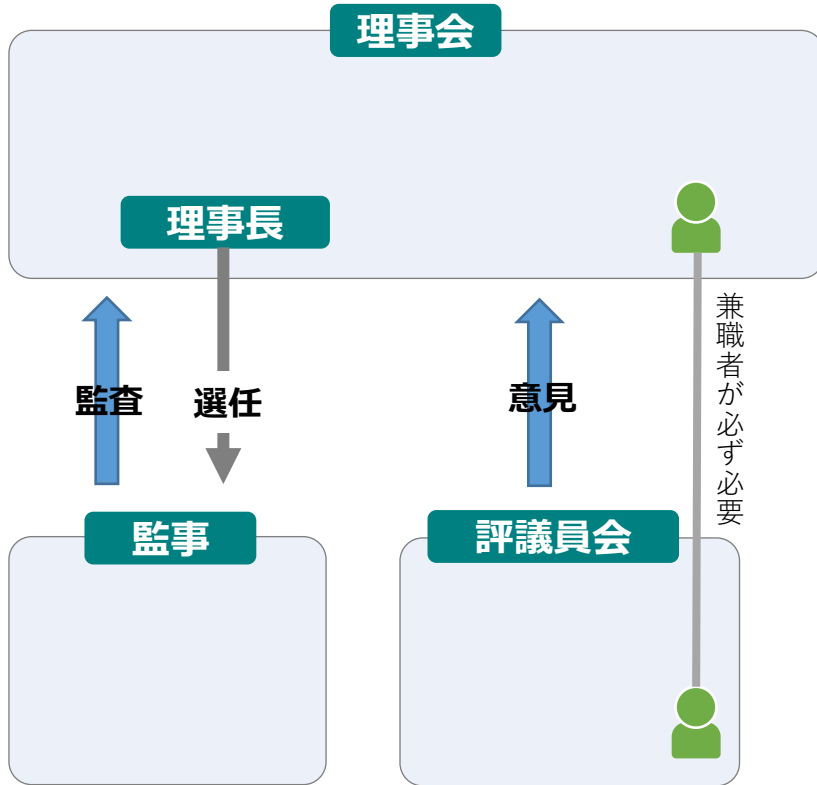 理事会
理事長
監査
選任
意見
兼職者が必ず必要
監事
評議員会